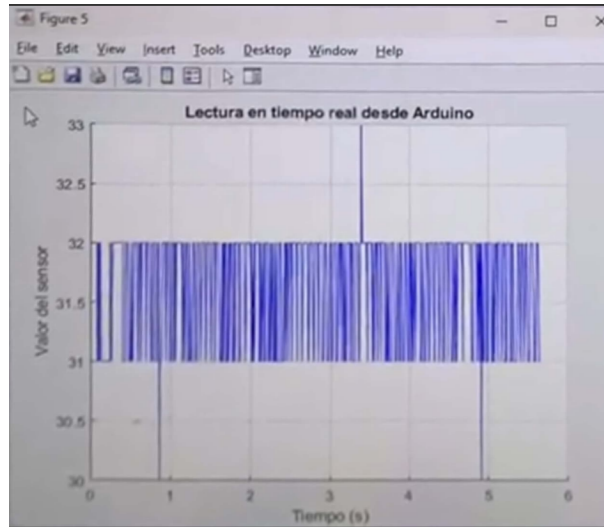 Figure 5
File Edit View Insert Tools Desktop Window Help
Lectura en tiempo real desde Arduino
33
32.5
32
31.5
31
30.5
30
Valor del sensor
0 1 2 3 4 5 6
Tiempo (s)